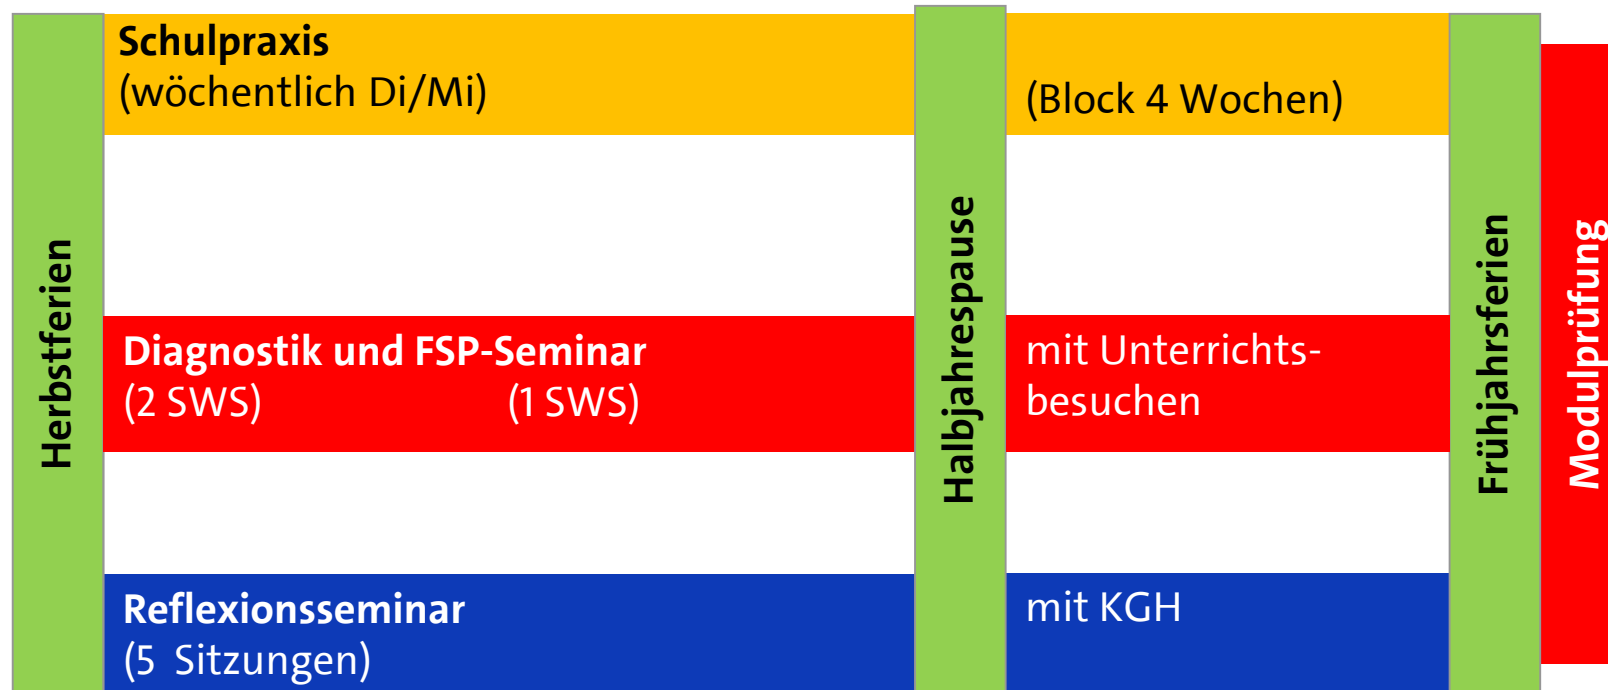 Herbstferien
Schulpraxis
(wöchentlich Di/Mi)
Diagnostik und FSP-Seminar
(2 SWS) (1 SWS)
Reflexionsseminar
(5 Sitzungen)
Halbjahrespause
(Block 4 Wochen)
mit Unterrichts-
besuchen
mit KGH
Frühjahrsferien
Modulprüfung